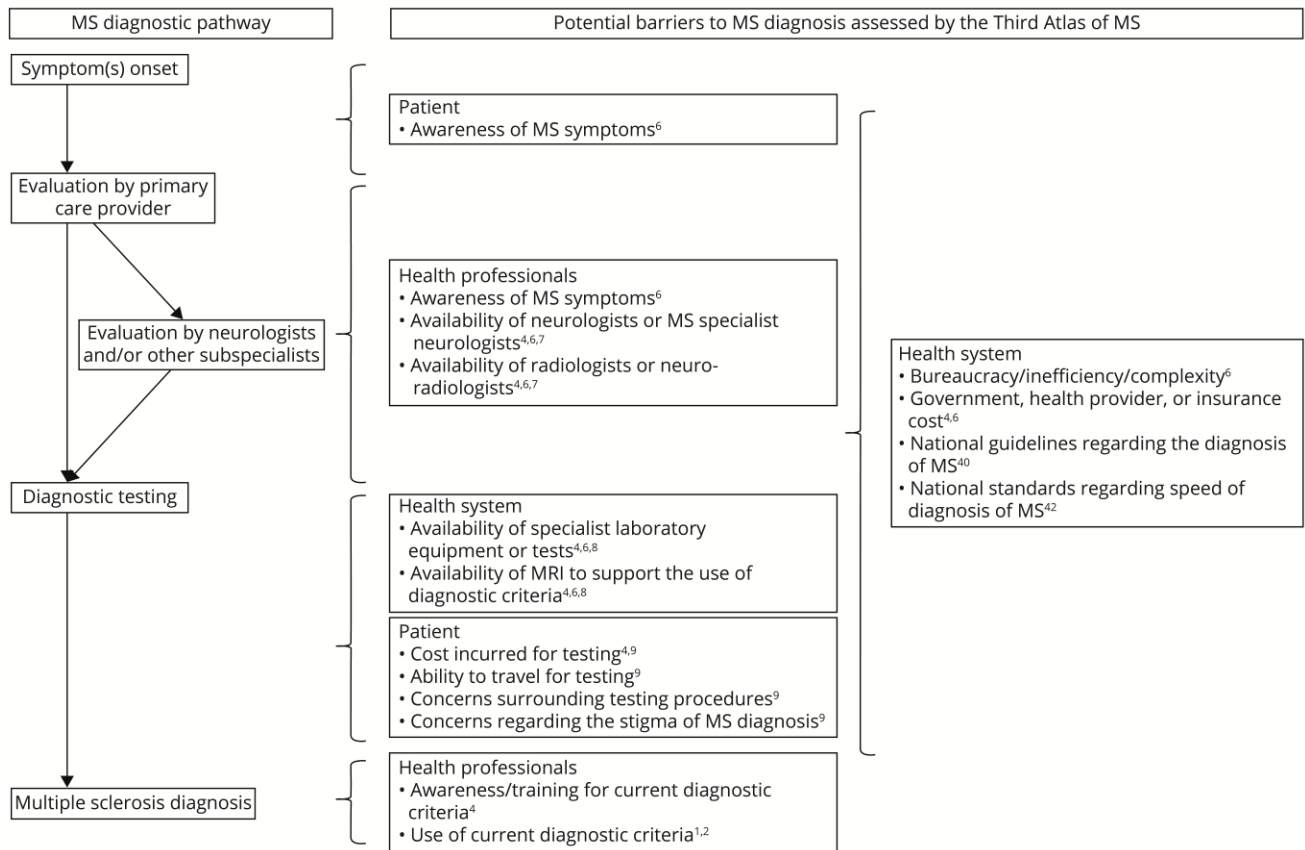 MS diagnostic pathway
Potential barriers to MS diagnosis assessed by the Third Atlas of MS
Symptom(s) onset
Patient
• Awareness of MS symptoms⁶
Evaluation by primary
care provider
Health professionals
• Awareness of MS symptoms⁶
• Availability of neurologists or MS specialist
neurologists⁴,⁶,⁷
• Availability of radiologists or neuro-
radiologists⁴,⁶,⁷
Evaluation by neurologists
and/or other subspecialists
Health system
• Bureaucracy/inefficiency/complexity⁶
• Government, health provider, or insurance
cost⁴,⁶
• National guidelines regarding the diagnosis
of MS⁴⁰
• National standards regarding speed of
diagnosis of MS⁴²
Diagnostic testing
Health system
• Availability of specialist laboratory
equipment or tests⁴,⁶,⁸
• Availability of MRI to support the use of
diagnostic criteria⁴,⁶,⁸
Patient
• Cost incurred for testing⁴,⁹
• Ability to travel for testing⁹
• Concerns surrounding testing procedures⁹
• Concerns regarding the stigma of MS diagnosis⁹
Multiple sclerosis diagnosis
Health professionals
• Awareness/training for current diagnostic
criteria⁴
• Use of current diagnostic criteria¹,²